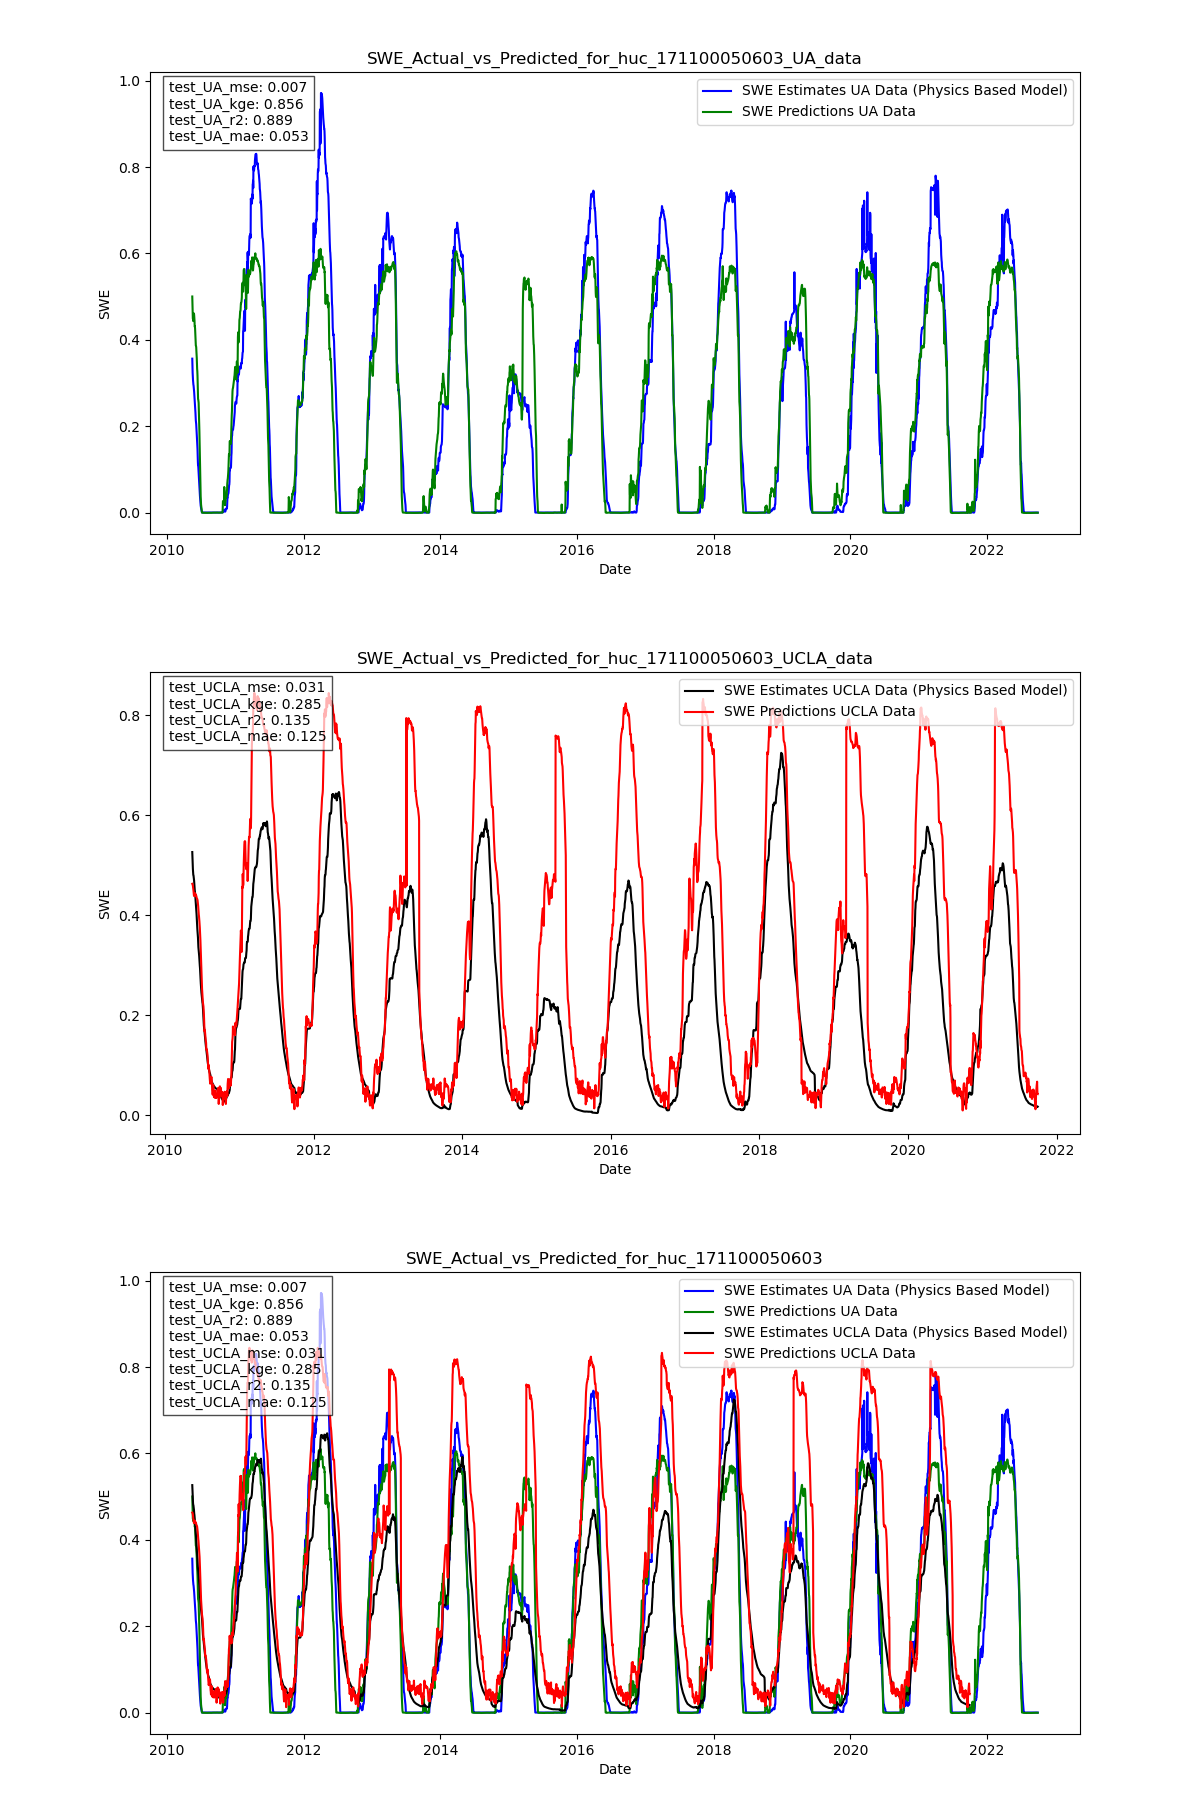 SWE_Actual_vs_Predicted_for_huc_171100050603_UA_data
test_UA_mse: 0.007
test_UA_kge: 0.856
test_UA_r2: 0.889
test_UA_mae: 0.053
SWE Estimates UA Data (Physics Based Model)
SWE Predictions UA Data
1.0
0.8
0.6
0.4
0.2
0.0
SWE
2010
2012
2014
2016
2018
2020
2022
Date
SWE_Actual_vs_Predicted_for_huc_171100050603_UCLA_data
test_UCLA_mse: 0.031
test_UCLA_kge: 0.285
test_UCLA_r2: 0.135
test_UCLA_mae: 0.125
SWE Estimates UCLA Data (Physics Based Model)
SWE Predictions UCLA Data
0.8
0.6
0.4
0.2
0.0
SWE
2010
2012
2014
2016
2018
2020
2022
Date
SWE_Actual_vs_Predicted_for_huc_171100050603
test_UA_mse: 0.007
test_UA_kge: 0.856
test_UA_r2: 0.889
test_UA_mae: 0.053
test_UCLA_mse: 0.031
test_UCLA_kge: 0.285
test_UCLA_r2: 0.135
test_UCLA_mae: 0.125
SWE Estimates UA Data (Physics Based Model)
SWE Predictions UA Data
SWE Estimates UCLA Data (Physics Based Model)
SWE Predictions UCLA Data
1.0
0.8
0.6
0.4
0.2
0.0
SWE
2010
2012
2014
2016
2018
2020
2022
Date